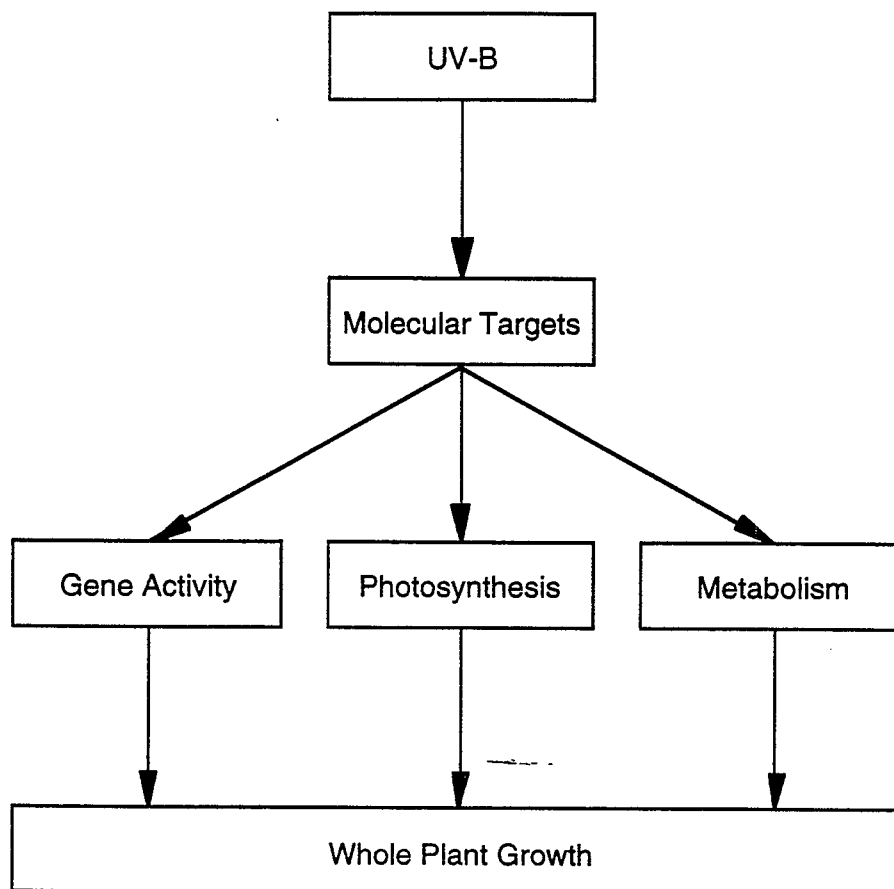 UV-B
Molecular Targets
Gene Activity
Photosynthesis
Metabolism
Whole Plant Growth